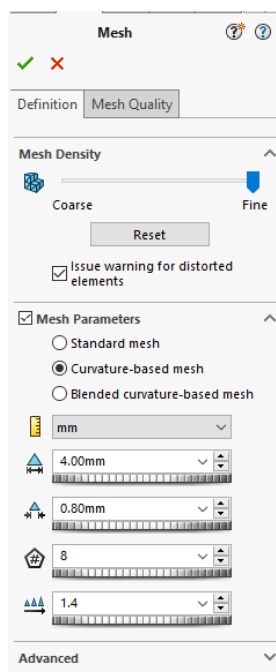 Mesh
Definition Mesh Quality
Mesh Density
Coarse Fine
Reset
Issue warning for distorted
elements
Mesh Parameters
Standard mesh
Curvature-based mesh
Blended curvature-based mesh
mm
4.00mm
0.80mm
8
1.4
Advanced